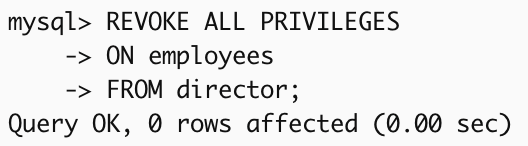 mysql> REVOKE ALL PRIVILEGES
    -> ON employees
    -> FROM director;
Query OK, 0 rows affected (0.00 sec)